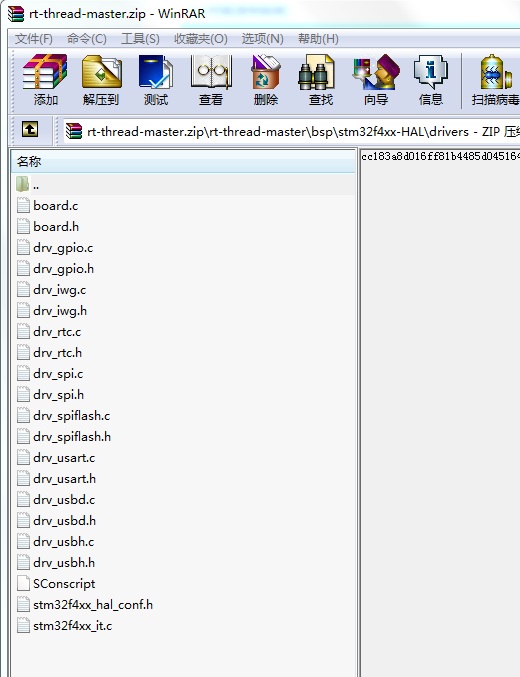 rt-thread-master.zip - WinRAR
文件(F) 命令(C) 工具(S) 收藏夹(O) 选项(N) 帮助(H)
添加 解压到 测试 查看 删除 查找 向导 信息 扫描病毒
rt-thread-master.zip\rt-thread-master\bsp\stm32f4xx-HAL\drivers - ZIP 压
名称
cc183a8d016ff81b4485d04516
..
board.c
board.h
drv_gpio.c
drv_gpio.h
drv_iwg.c
drv_iwg.h
drv_rtc.c
drv_rtc.h
drv_spi.c
drv_spi.h
drv_spiflash.c
drv_spiflash.h
drv_usart.c
drv_usart.h
drv_usbd.c
drv_usbd.h
drv_usbh.c
drv_usbh.h
SConscript
stm32f4xx_hal_conf.h
stm32f4xx_it.c